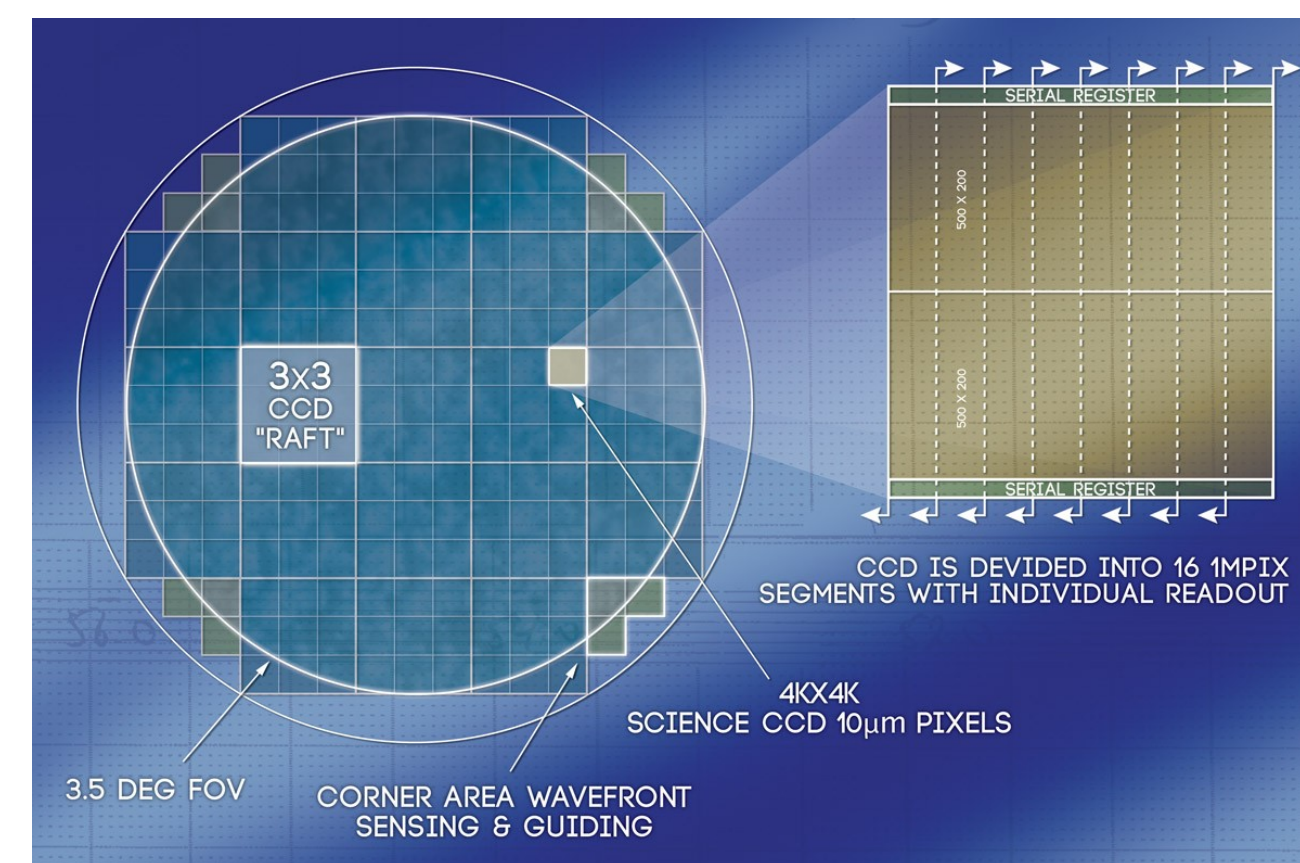 SERIAL REGISTER
500 X 200
500 X 200
SERIAL REGISTER
3x3
CCD
"RAFT"
CCD IS DEVIDED INTO 16 1MPIX
SEGMENTS WITH INDIVIDUAL READOUT
4KX4K
SCIENCE CCD 10µm PIXELS
3.5 DEG FOV
CORNER AREA WAVEFRONT
SENSING & GUIDING